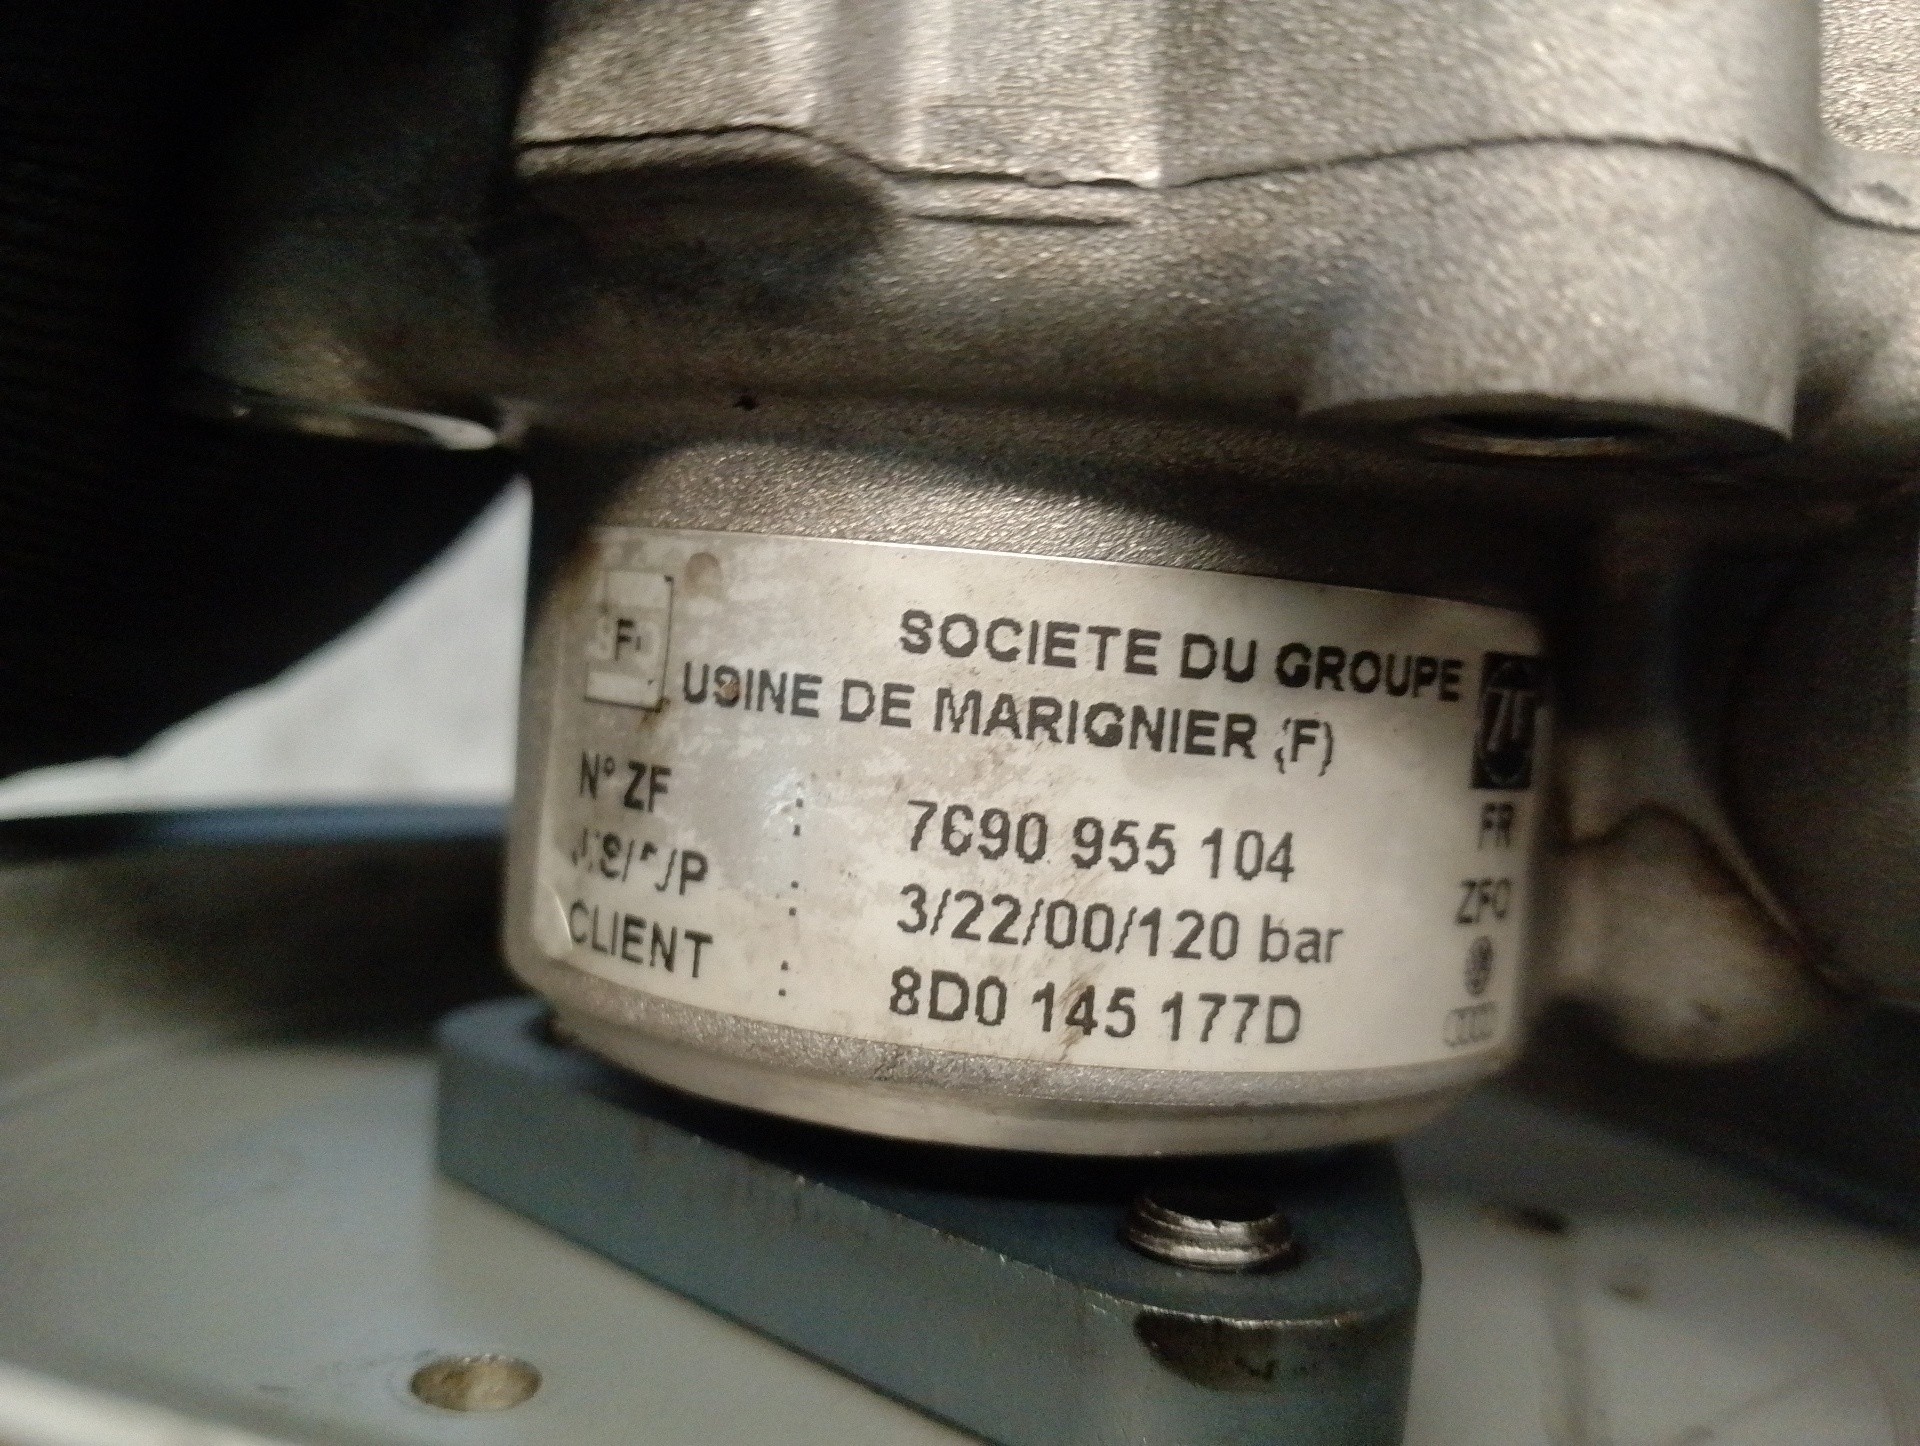 F
SOCIETE DU GROUPE ZF
USINE DE MARIGNIER (F)
N° ZF : 7690 955 104
FR
: 3/22/00/120 bar
ZFO
CLIENT : 8D0 145 177D